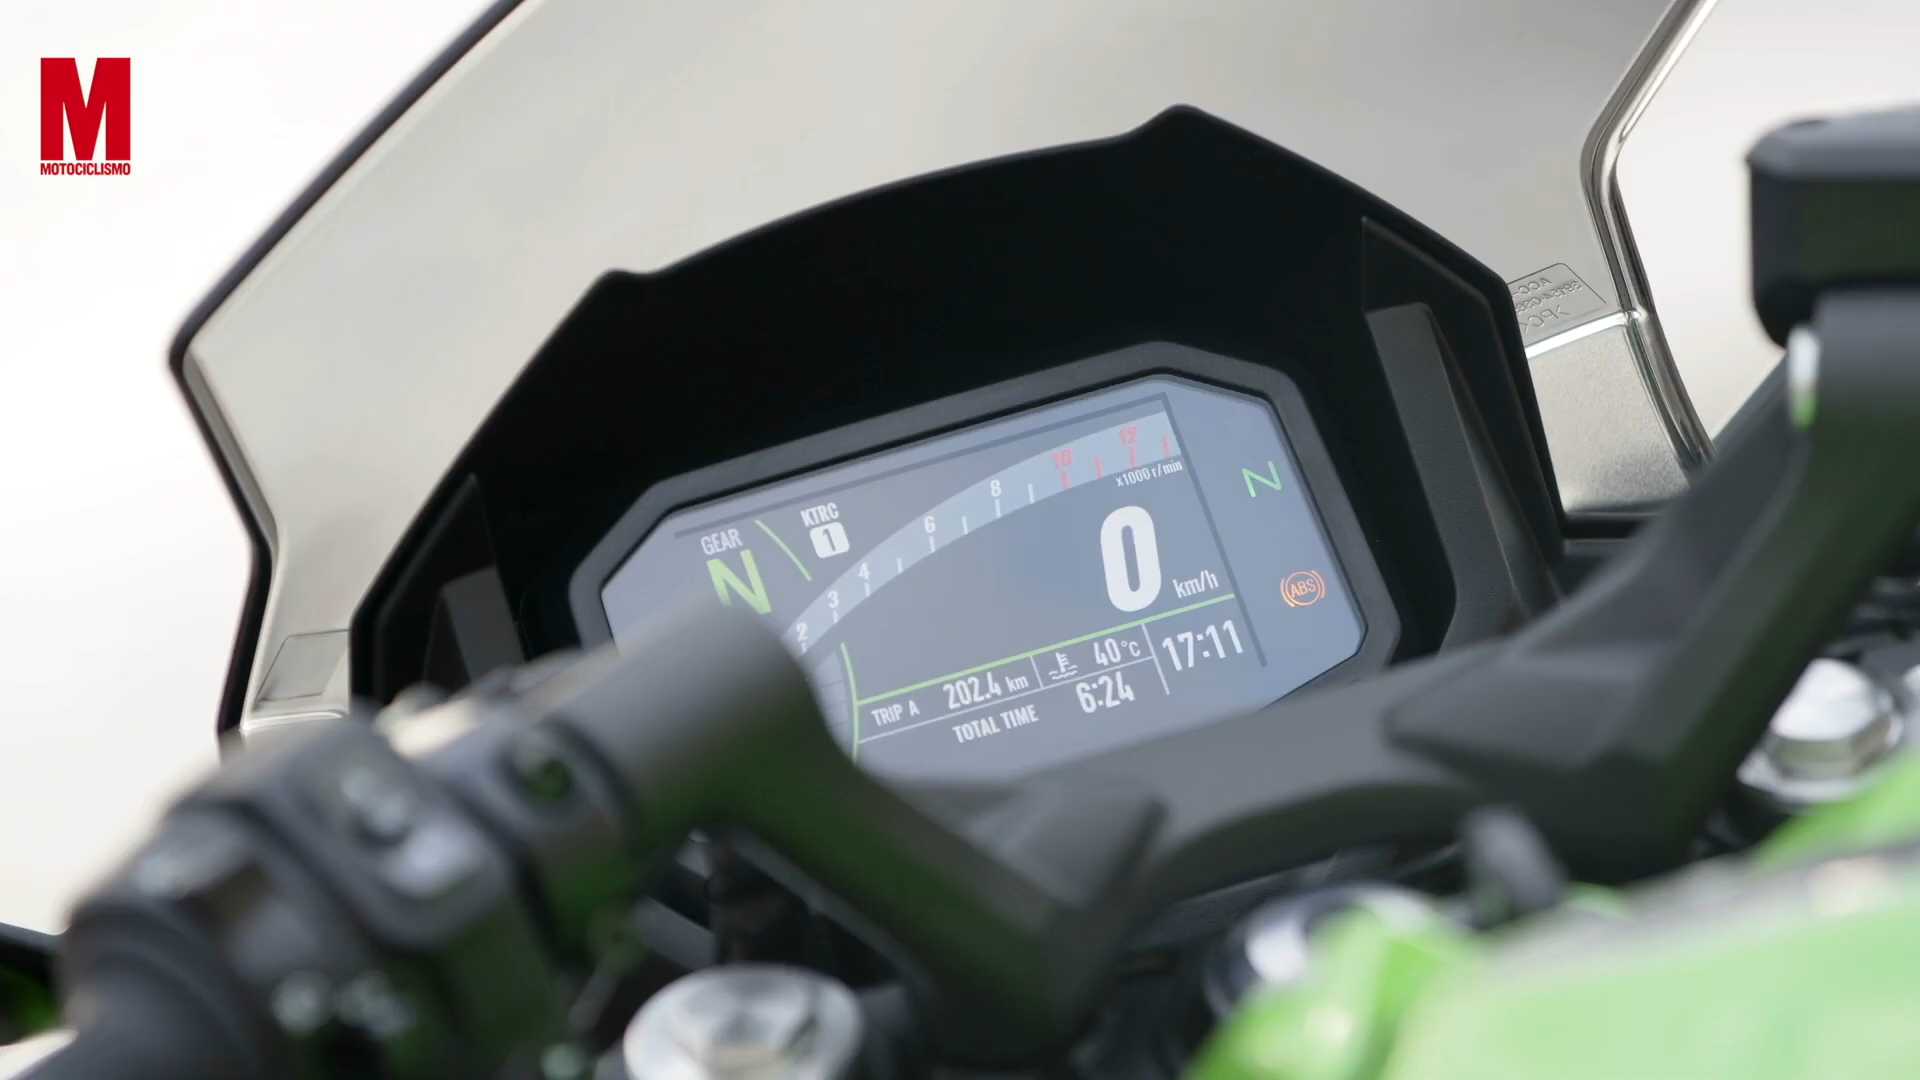 M
MOTOCICLISMO
GEAR
N
KTRC
1
2
3
4
6
8
10
12
x1000 r/min
0
km/h
N
ABS
TRIP A 202.4 km
40°C
17:11
TOTAL TIME 6:24